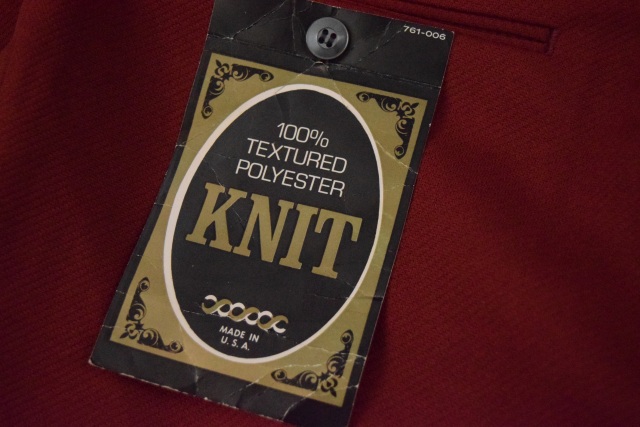 761-006
100%
TEXTURED
POLYESTER
KNIT
MADE IN
U.S.A.